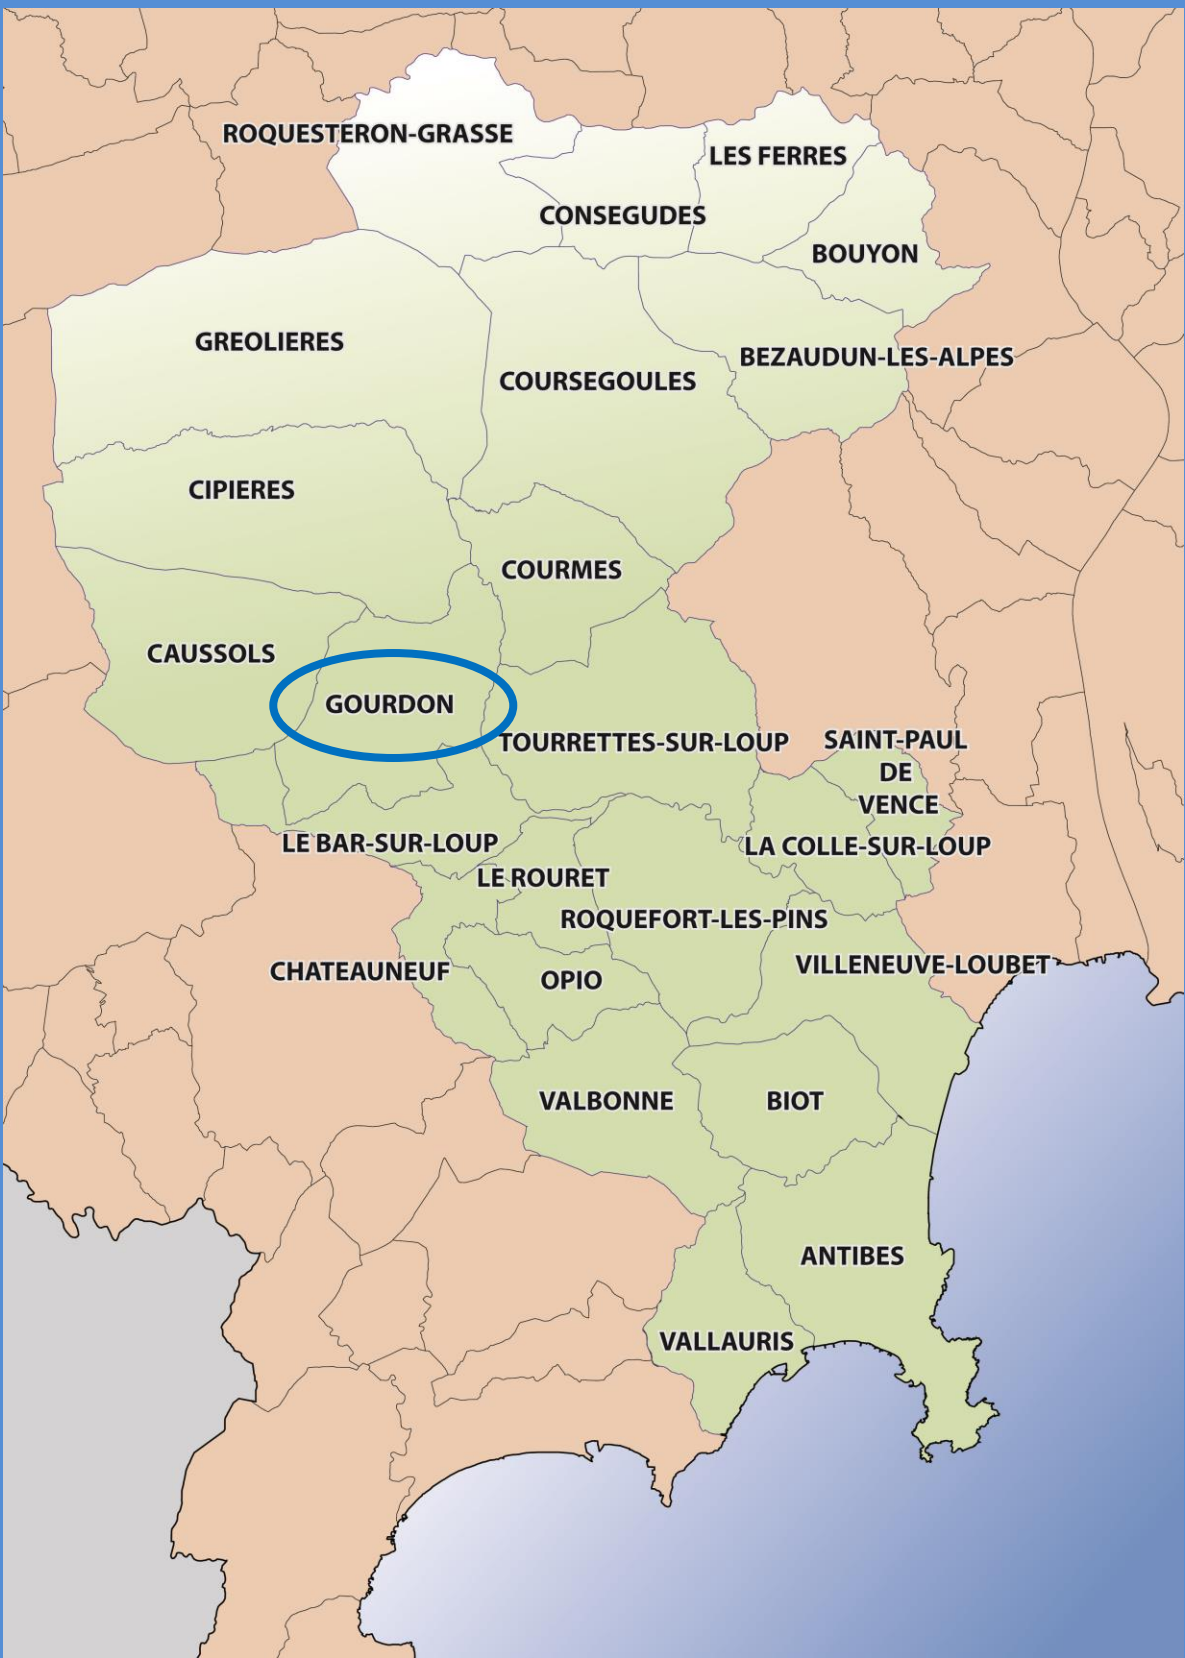 ROQUESTERON-GRASSE
LES FERRES
CONSEGUDES
BOUYON
GREOLIERES
BEZAUDUN-LES-ALPES
COURSEGOULES
CIPIERES
COURMES
CAUSSOLS
GOURDON
TOURRETTES-SUR-LOUP
SAINT-PAUL
DE
VENCE
LE BAR-SUR-LOUP
LA COLLE-SUR-LOUP
LE ROURET
ROQUEFORT-LES-PINS
VILLENEUVE-LOUBET
CHATEAUNEUF
OPIO
VALBONNE
BIOT
ANTIBES
VALLAURIS